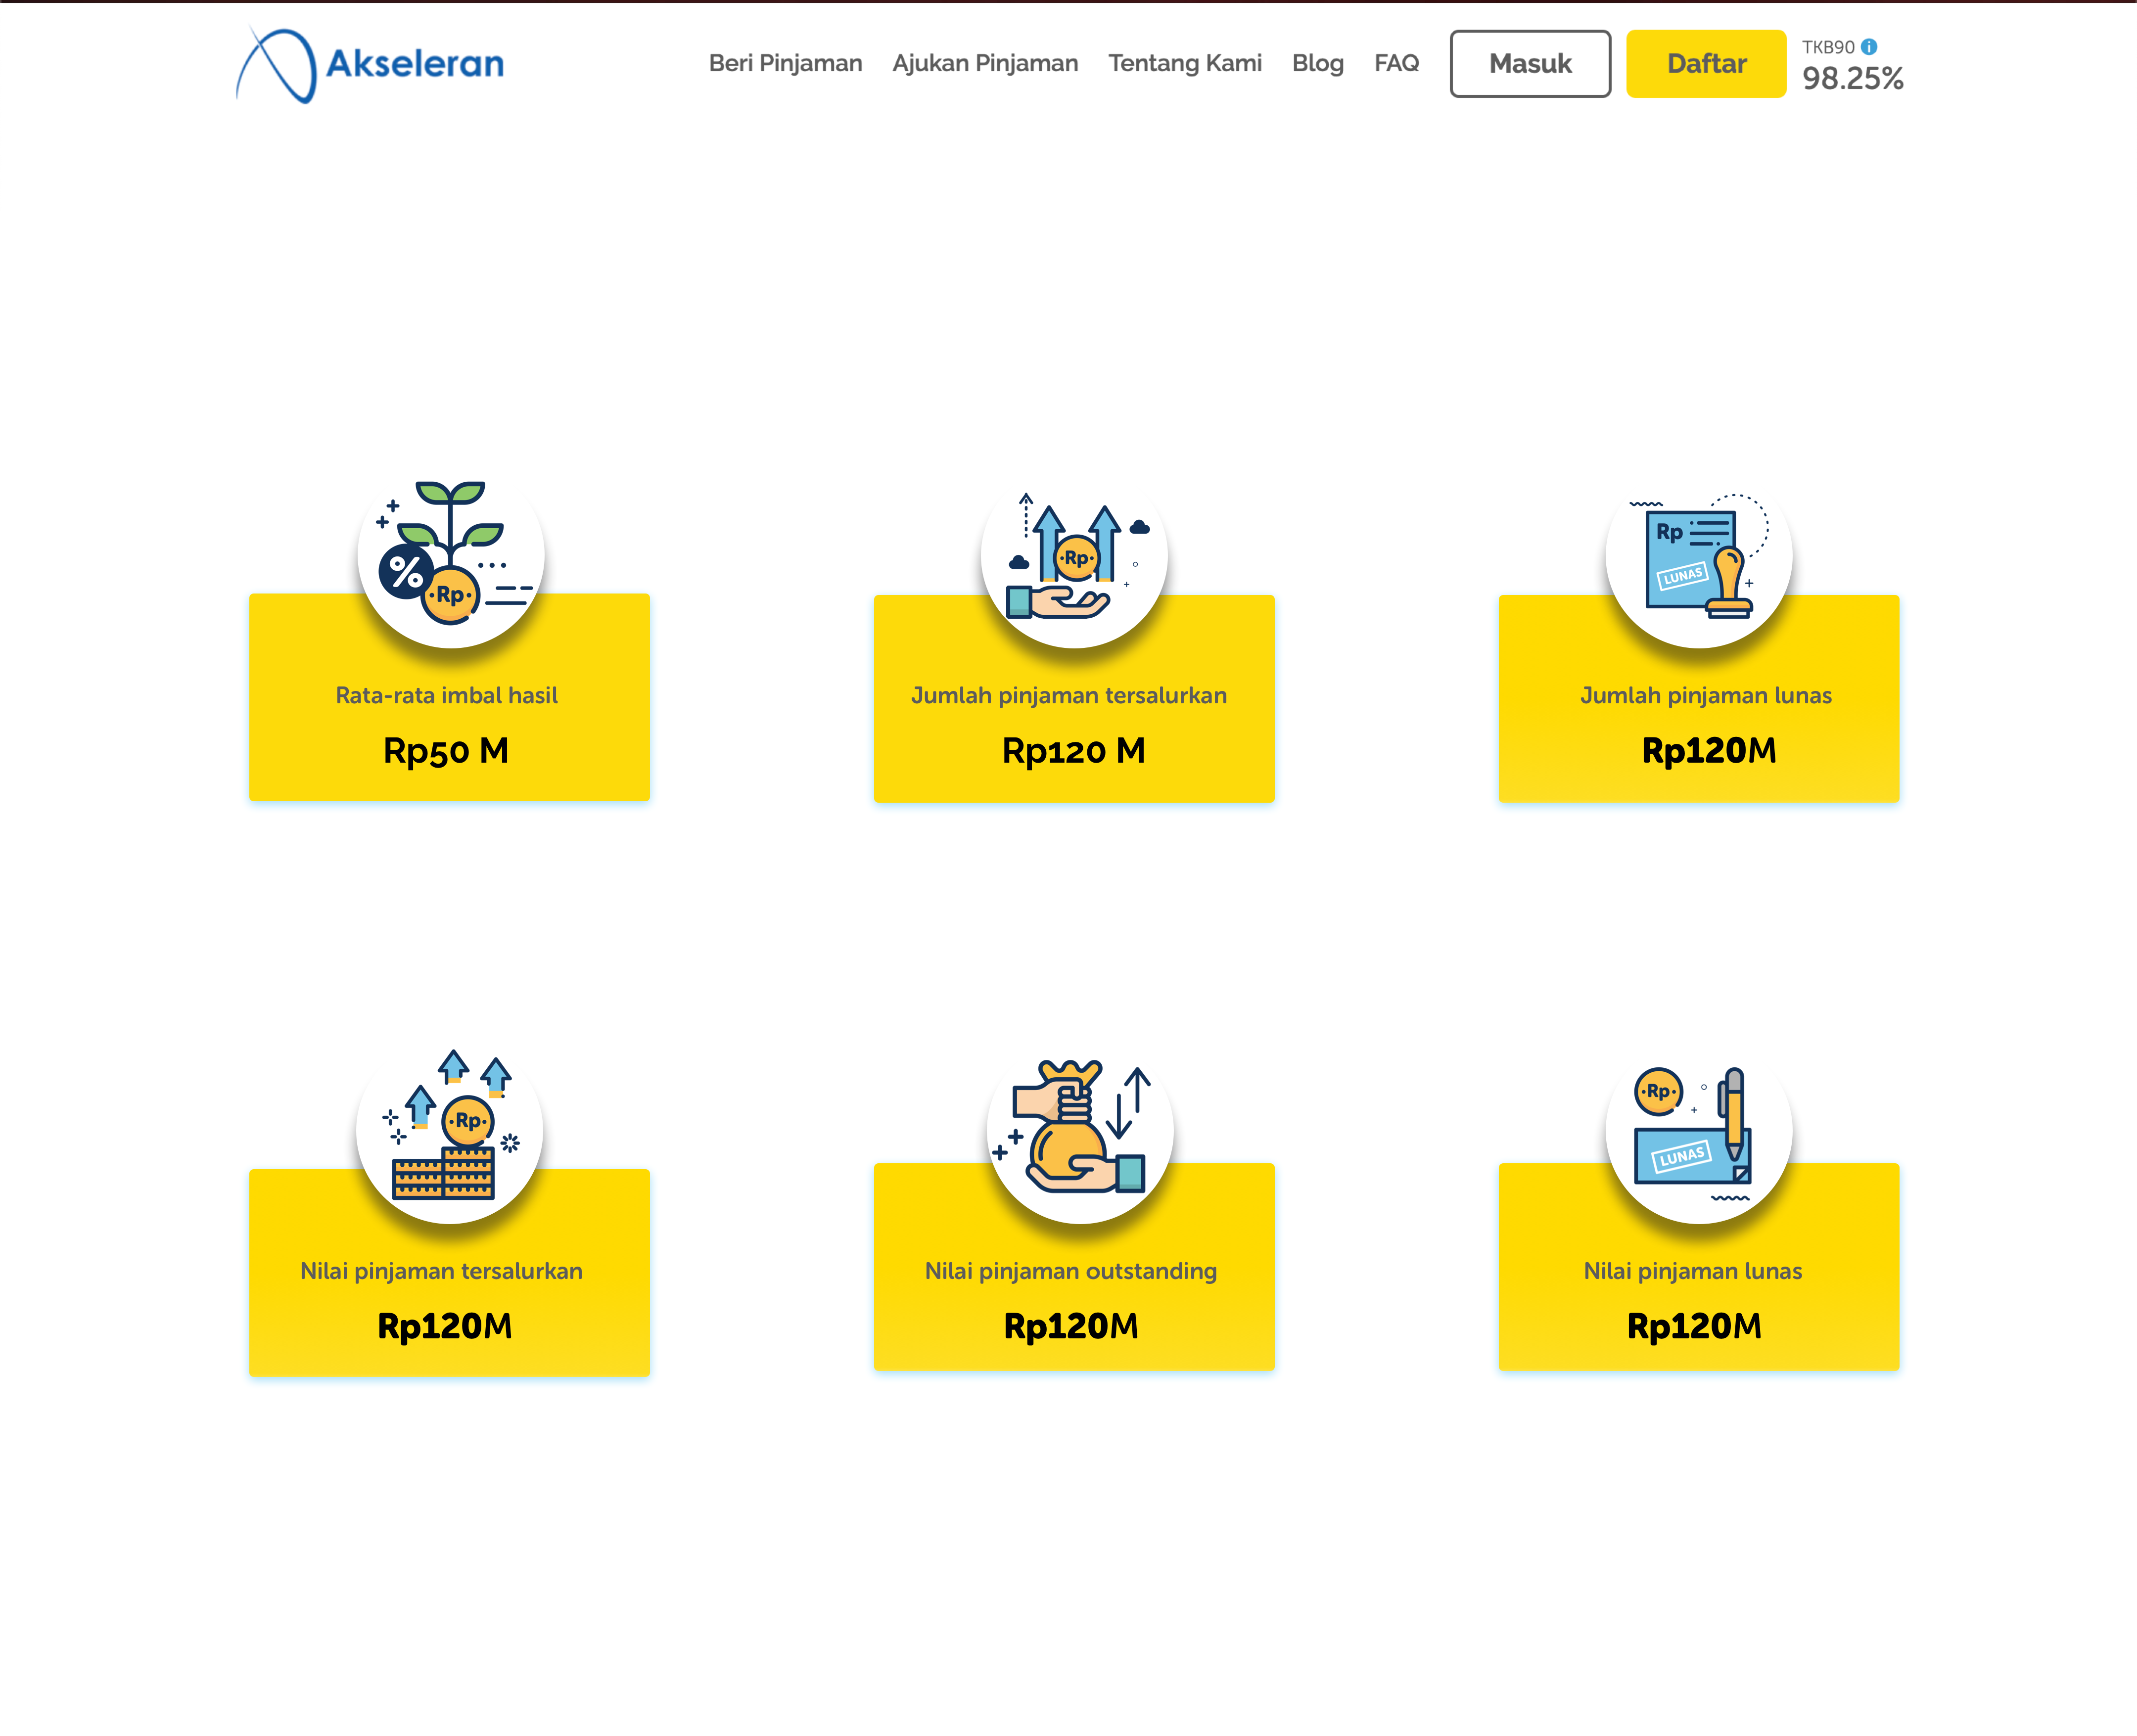 Akseleran
Beri Pinjaman Ajukan Pinjaman Tentang Kami Blog FAQ Masuk Daftar
TKB90 i
98.25%
% Rp
Rata-rata imbal hasil
Rp50 M
Rp
Jumlah pinjaman tersalurkan
Rp120 M
Rp
LUNAS
Jumlah pinjaman lunas
Rp120M
Rp
Nilai pinjaman tersalurkan
Rp120M
Nilai pinjaman outstanding
Rp120M
Rp
LUNAS
Nilai pinjaman lunas
Rp120M